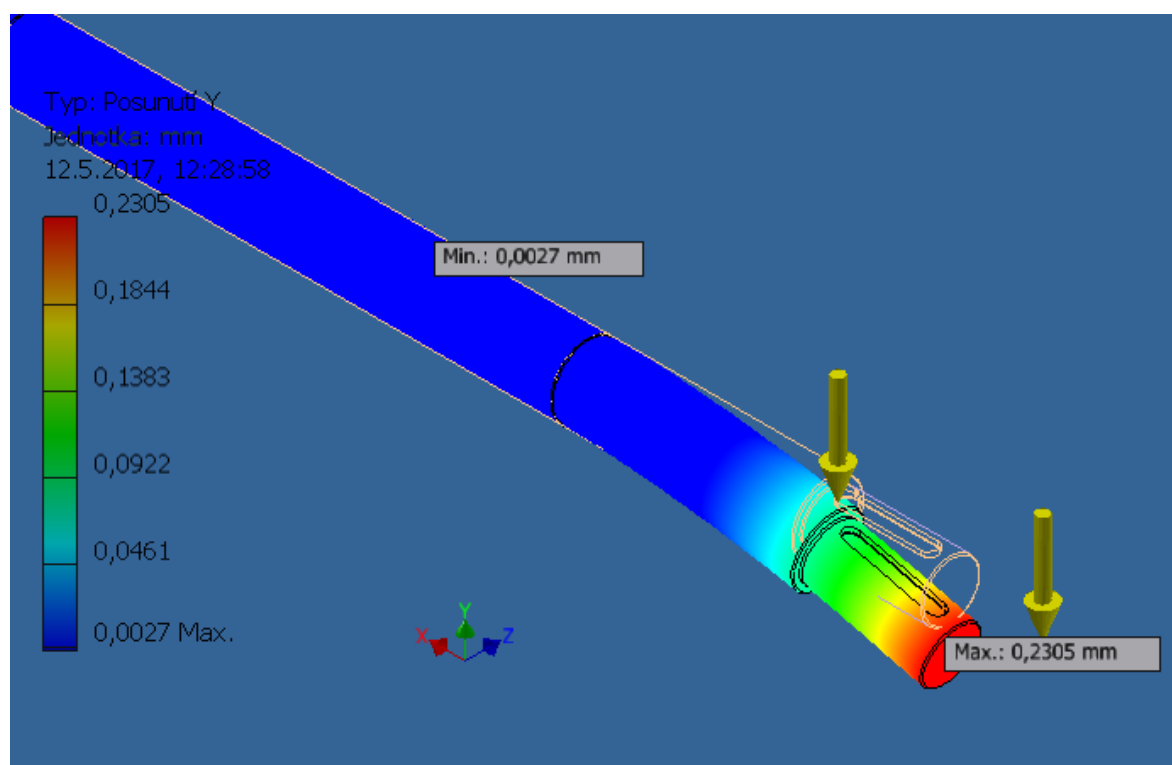 Typ: Posunutí Y
Jednotka: mm
12.5.2017, 12:28:58
0,2305
0,1844
0,1383
0,0922
0,0461
0,0027 Max.
Min.: 0,0027 mm
Max.: 0,2305 mm
X
Y
Z